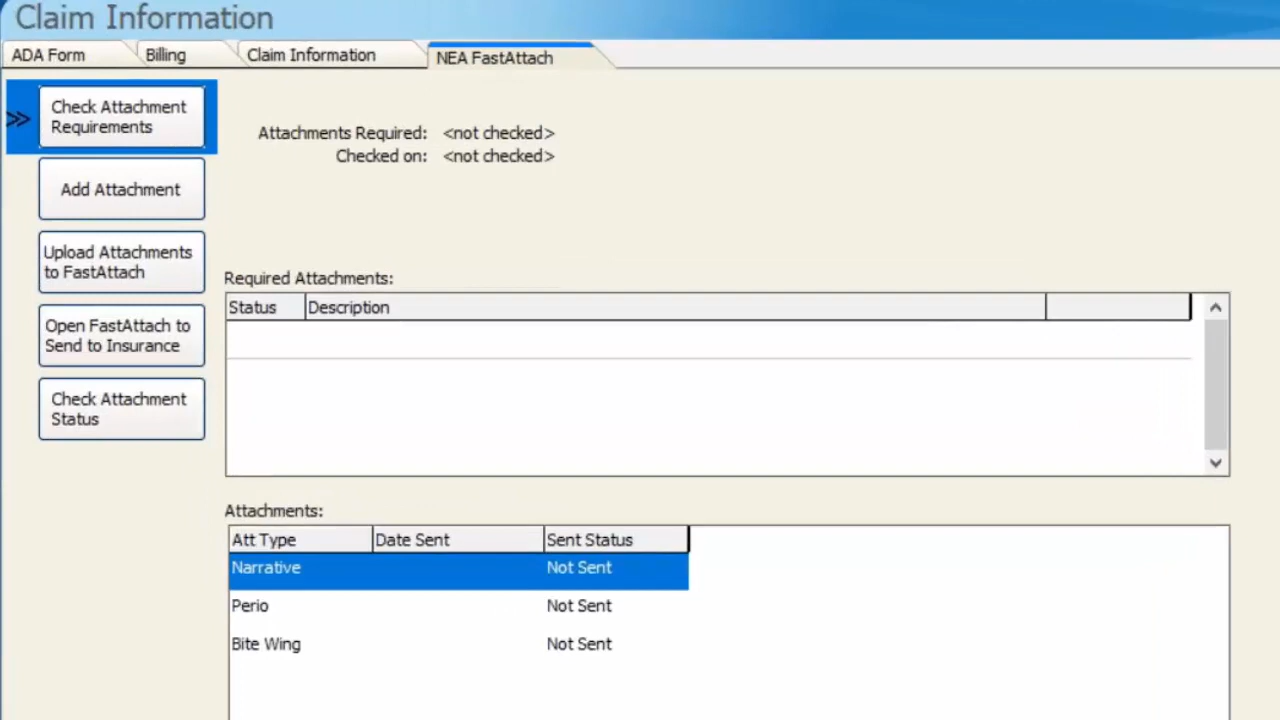 Claim Information
ADA Form
Billing
Claim Information
NEA FastAttach
>>
Check Attachment
Requirements
Attachments Required: <not checked>
Checked on: <not checked>
Add Attachment
Upload Attachments
to FastAttach
Open FastAttach to
Send to Insurance
Check Attachment
Status
Required Attachments:
Status Description
Attachments:
Att Type Date Sent Sent Status
Narrative Not Sent
Perio Not Sent
Bite Wing Not Sent